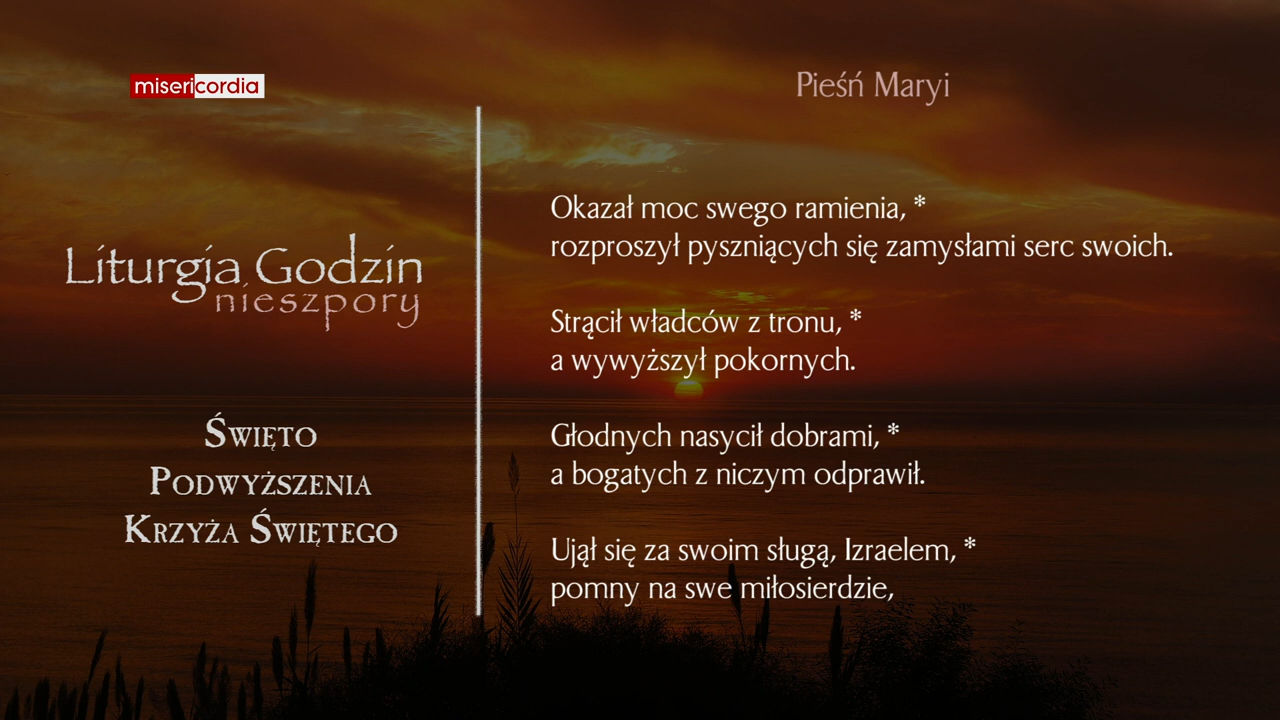 misericordia
Liturgia Godzin
nieszpory
Święto
Podwyższenia
Krzyża Świętego
Pieśń Maryi
Okazał moc swego ramienia, *
rozproszył pyszniących się zamysłami serc swoich.
Strącił władców z tronu, *
a wywyższył pokornych.
Głodnych nasycił dobrami, *
a bogatych z niczym odprawił.
Ujął się za swoim sługą, Izraelem, *
pomny na swe miłosierdzie,